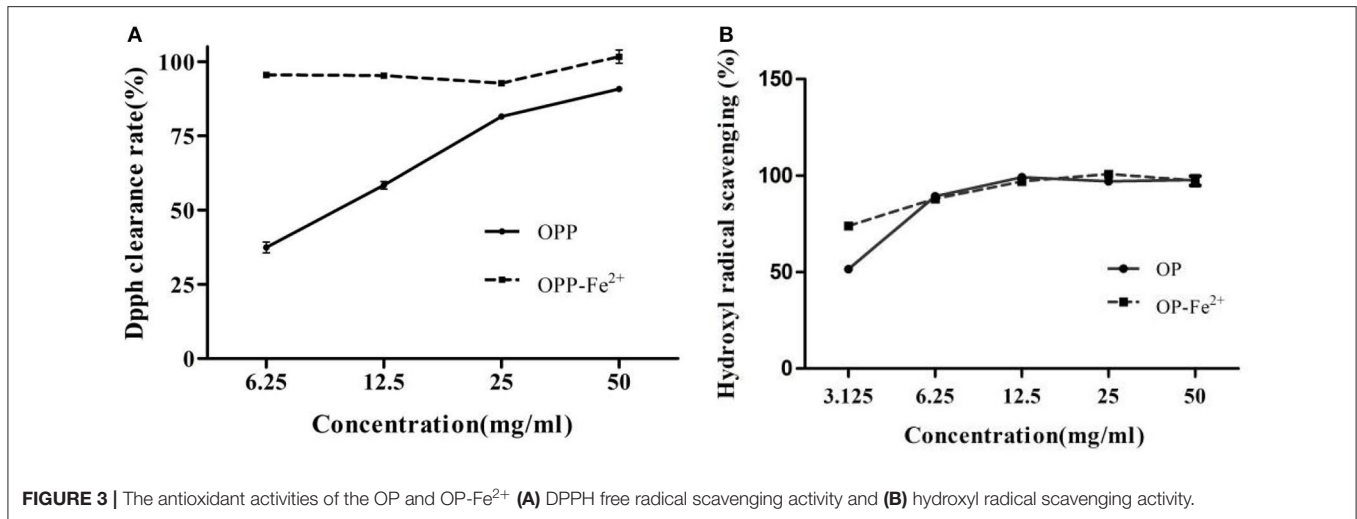 A
Dpph clearance rate(%)
100
75
50
25
0
OPP
OPP-Fe²⁺
6.25 12.5 25 50
Concentration(mg/ml)
B
Hydroxyl radical scavenging (%)
150
100
50
0
OP
OP-Fe²⁺
3.125 6.25 12.5 25 50
Concentration(mg/ml)
FIGURE 3 | The antioxidant activities of the OP and OP-Fe²⁺ (A) DPPH free radical scavenging activity and (B) hydroxyl radical scavenging activity.